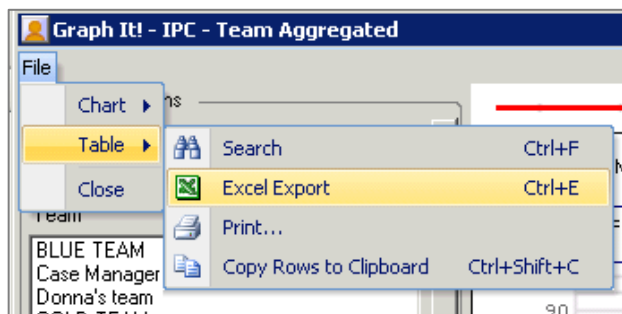 Graph It! - IPC - Team Aggregated
File
Chart
Table
Search Ctrl+F
Close
Excel Export Ctrl+E
Team
Print...
BLUE TEAM
Case Manager
Copy Rows to Clipboard Ctrl+Shift+C
Donna's team
90